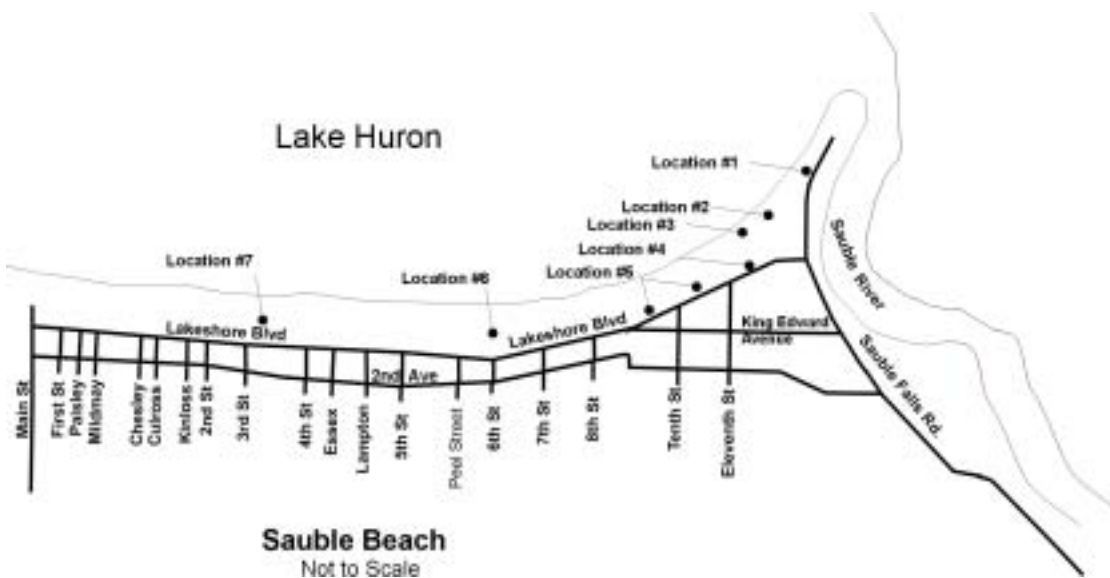 Lake Huron
Location #1
Location #2
Location #3
Location #4
Location #5
Location #6
Location #7
Lakeshore Blvd
Lakeshore Blvd
King Edward
Avenue
2nd Ave
Sauble River
Sauble Falls Rd.
Main St
First St
Paisley
Mildmay
Chesley
Culross
Kinloss
2nd St
3rd St
4th St
Essex
Lampton
5th St
Peel Street
6th St
7th St
8th St
Tenth St
Eleventh St
Sauble Beach
Not to Scale